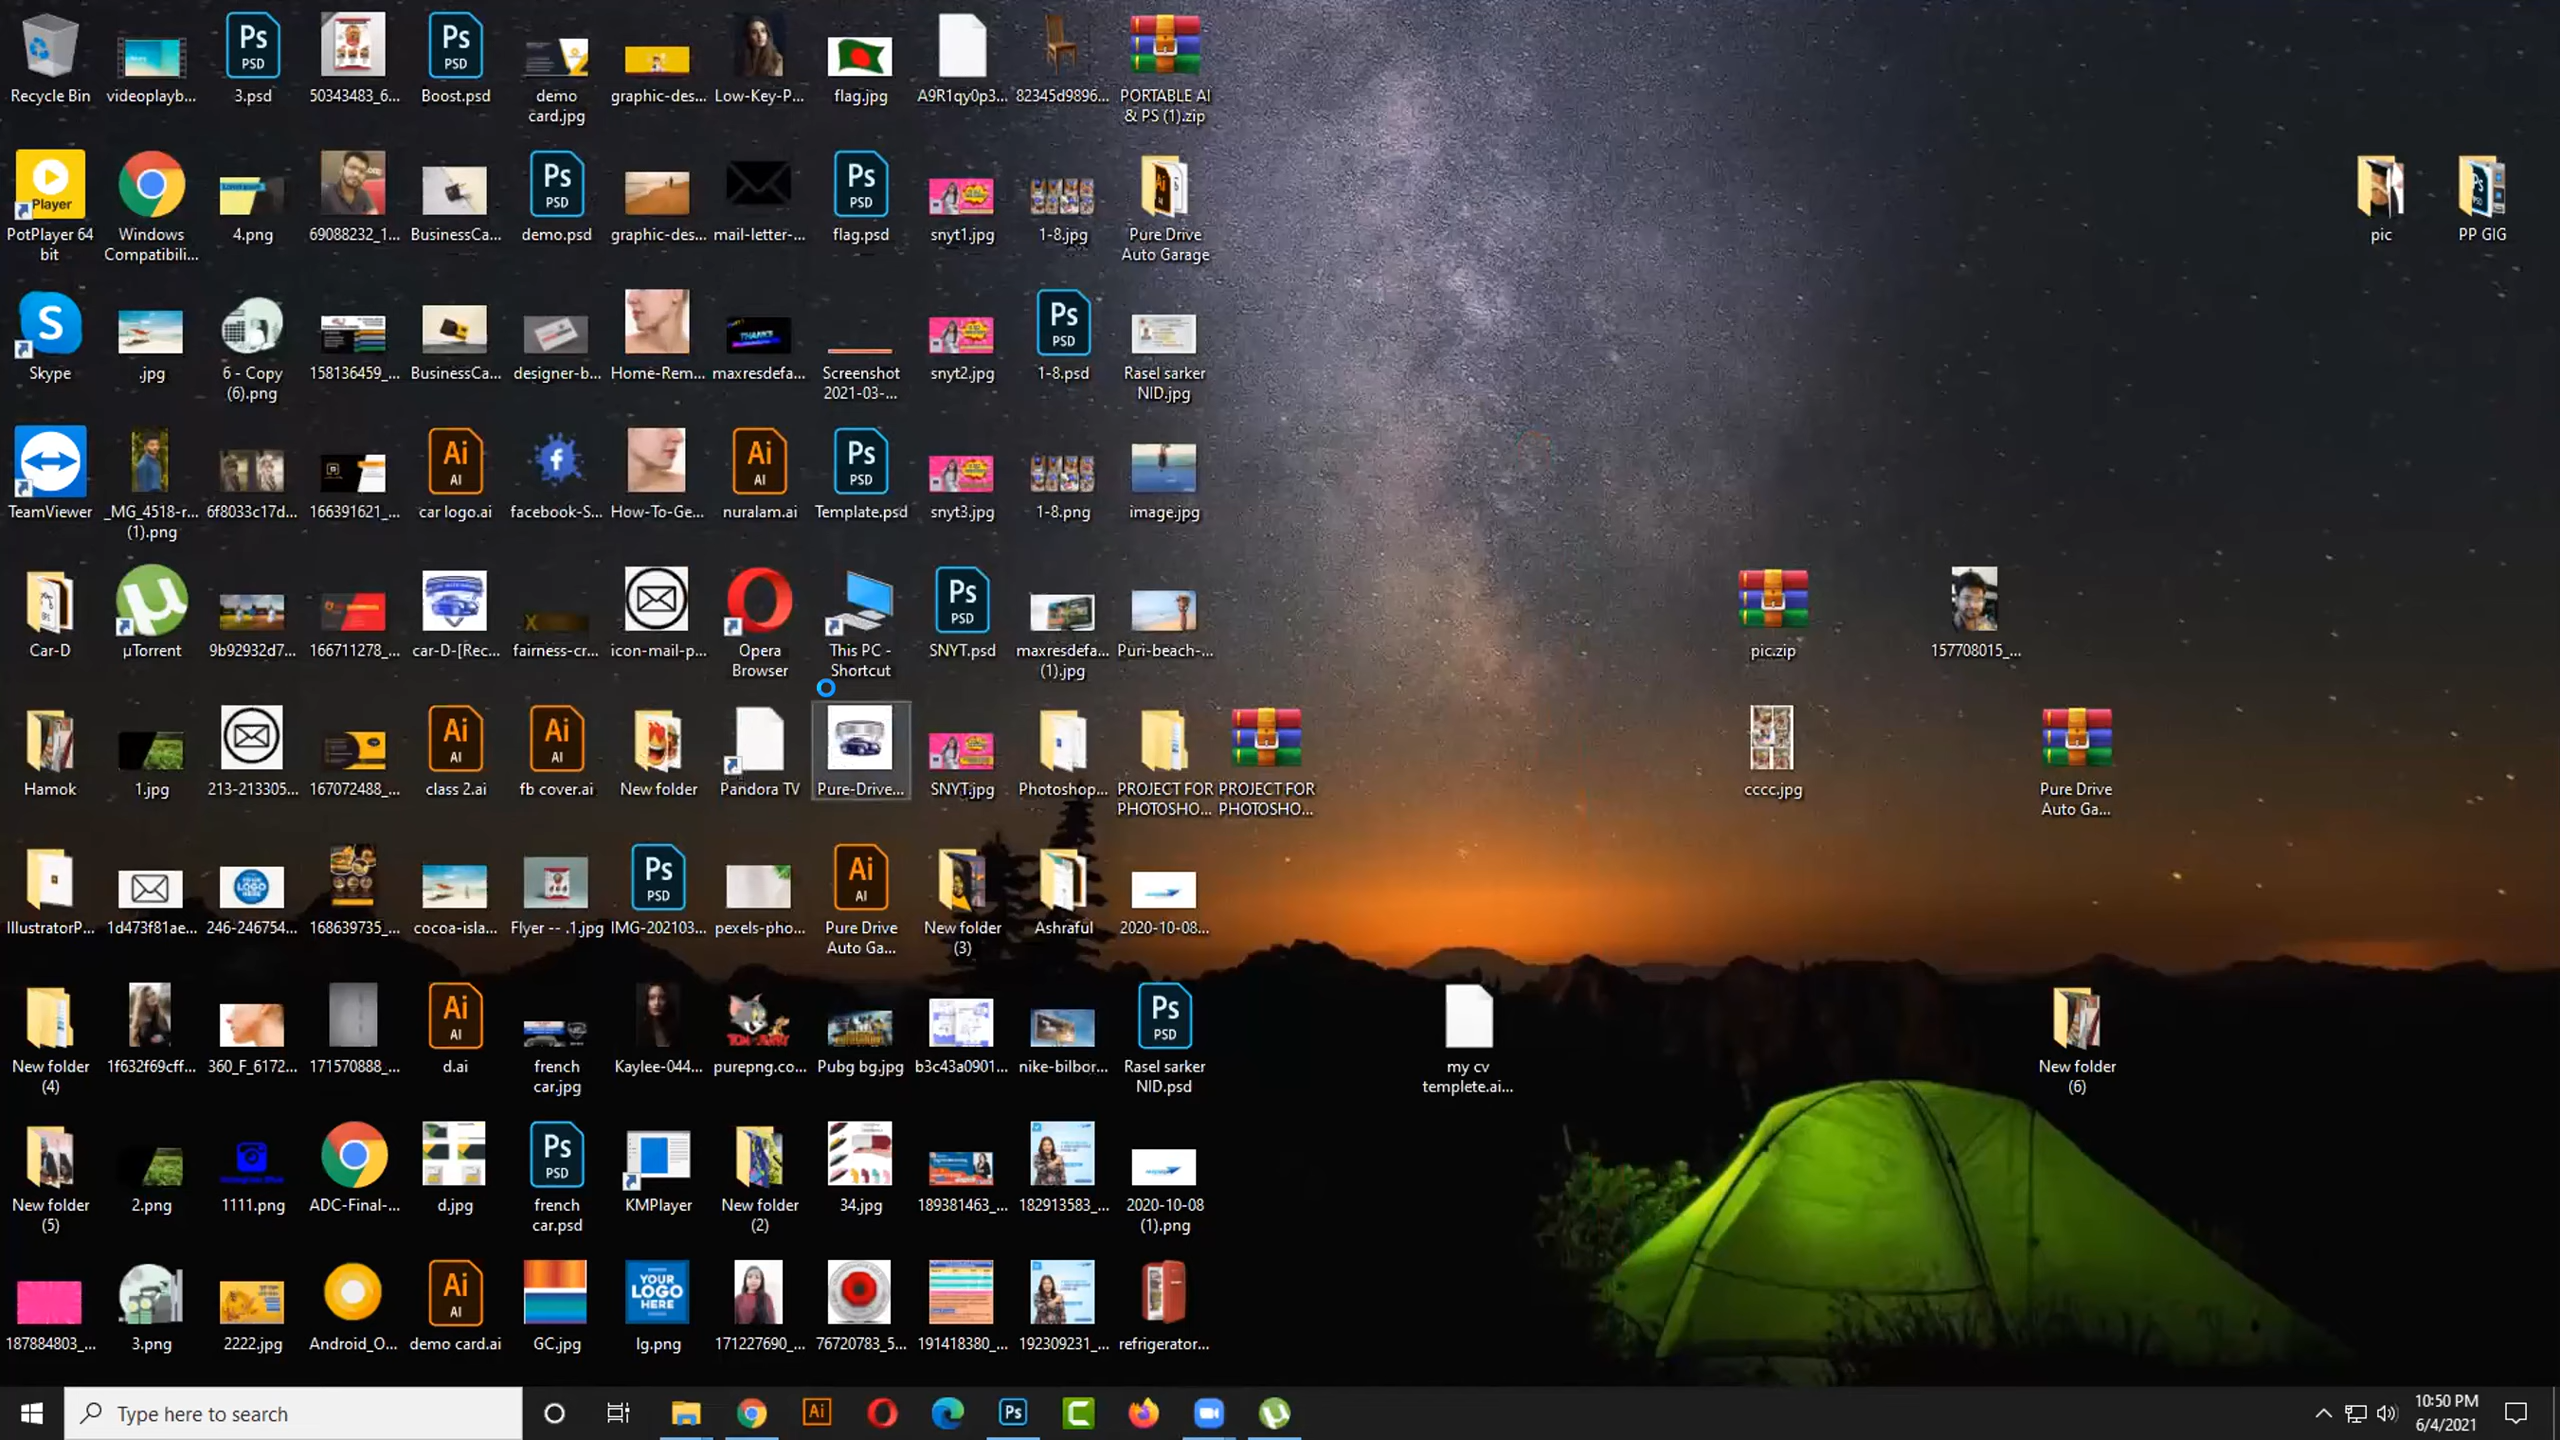 Recycle Bin
videoplayb...
3.psd
50343483_6...
Boost.psd
demo
card.jpg
graphic-des...
Low-Key-P...
flag.jpg
A9R1qy0p3...
82345d9896...
PORTABLE AI
& PS (1).zip
PotPlayer 64
bit
Windows
Compatibili...
4.png
69088232_1...
BusinessCa...
demo.psd
graphic-des...
mail-letter-...
flag.psd
snyt1.jpg
1-8.jpg
Pure Drive
Auto Garage
pic
PP GIG
Skype
.jpg
6 - Copy
(6).png
158136459_...
BusinessCa...
designer-b...
Home-Rem...
maxresdefa...
Screenshot
2021-03-...
snyt2.jpg
1-8.psd
Rasel sarker
NID.jpg
TeamViewer
_MG_4518-r...
(1).png
6f8033c17d...
166391621_...
car logo.ai
facebook-S...
How-To-Ge...
nuralam.ai
Template.psd
snyt3.jpg
1-8.png
image.jpg
Car-D
µTorrent
9b92932d7...
166711278_...
car-D-[Rec...
fairness-cr...
icon-mail-p...
Opera
Browser
This PC -
Shortcut
SNYT.psd
maxresdefa...
(1).jpg
Puri-beach-...
pic.zip
157708015_...
Hamok
1.jpg
213-213305...
167072488_...
class 2.ai
fb cover.ai
New folder
Pandora TV
Pure-Drive...
SNYT.jpg
Photoshop...
PROJECT FOR
PHOTOSHO...
PROJECT FOR
PHOTOSHO...
cccc.jpg
Pure Drive
Auto Ga...
IllustratorP...
1d473f81ae...
246-246754...
168639735_...
cocoa-isla...
Flyer -- .1.jpg
IMG-202103...
pexels-pho...
Pure Drive
Auto Ga...
New folder
(3)
Ashraful
2020-10-08...
New folder
(4)
1f632f69cff...
360_F_6172...
171570888_...
d.ai
french
car.jpg
Kaylee-044...
purepng.co...
Pubg bg.jpg
b3c43a0901...
nike-bilbor...
Rasel sarker
NID.psd
my cv
templete.ai...
New folder
(6)
New folder
(5)
2.png
1111.png
ADC-Final-...
d.jpg
french
car.psd
KMPlayer
New folder
(2)
34.jpg
189381463_...
182913583_...
2020-10-08
(1).png
YOUR
LOGO
HERE
187884803_...
3.png
2222.jpg
Android_O...
demo card.ai
GC.jpg
lg.png
171227690_...
76720783_5...
191418380_...
192309231_...
refrigerator...
Type here to search
10:50 PM
6/4/2021